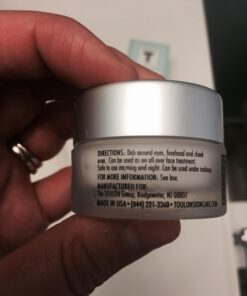 DIRECTIONS: Dab around eyes, forehead and cheek
area. Can be used as an all over face treatment.
Safe to use morning and night. Can be used under makeup.
FOR MORE INFORMATION: See box.
MANUFACTURED FOR
The TOULON Group, Bridgewater, NJ 08807
MADE IN USA • (844) 221-3360 • TOULONSKINCARE.COM